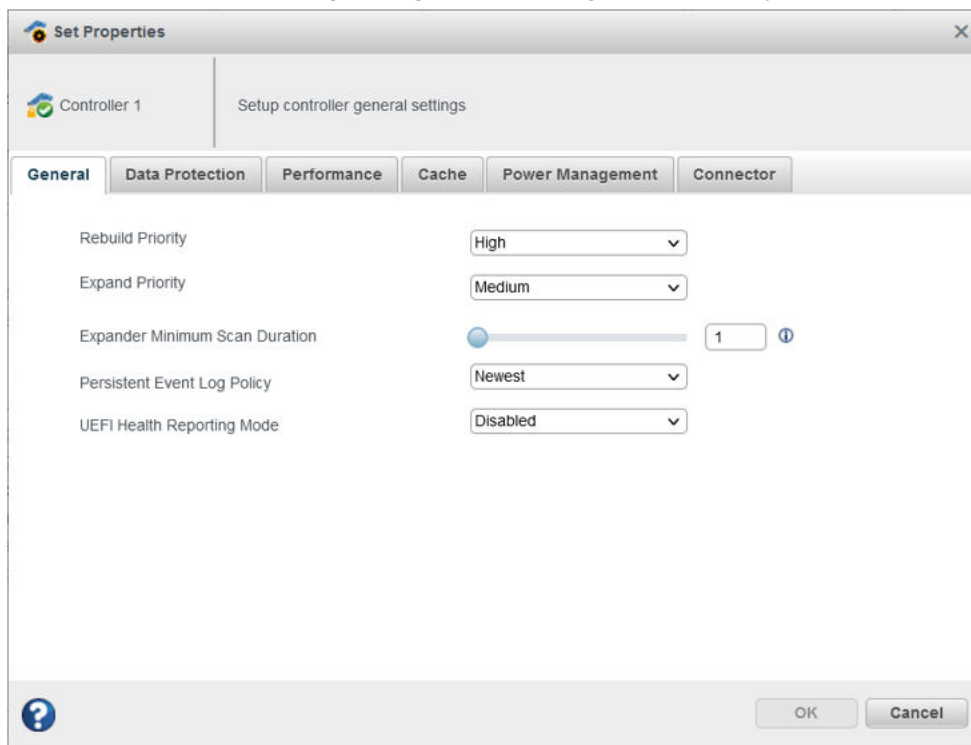 Set Properties
Controller 1 Setup controller general settings
General Data Protection Performance Cache Power Management Connector
Rebuild Priority High
Expand Priority Medium
Expander Minimum Scan Duration 1
Persistent Event Log Policy Newest
UEFI Health Reporting Mode Disabled
OK Cancel